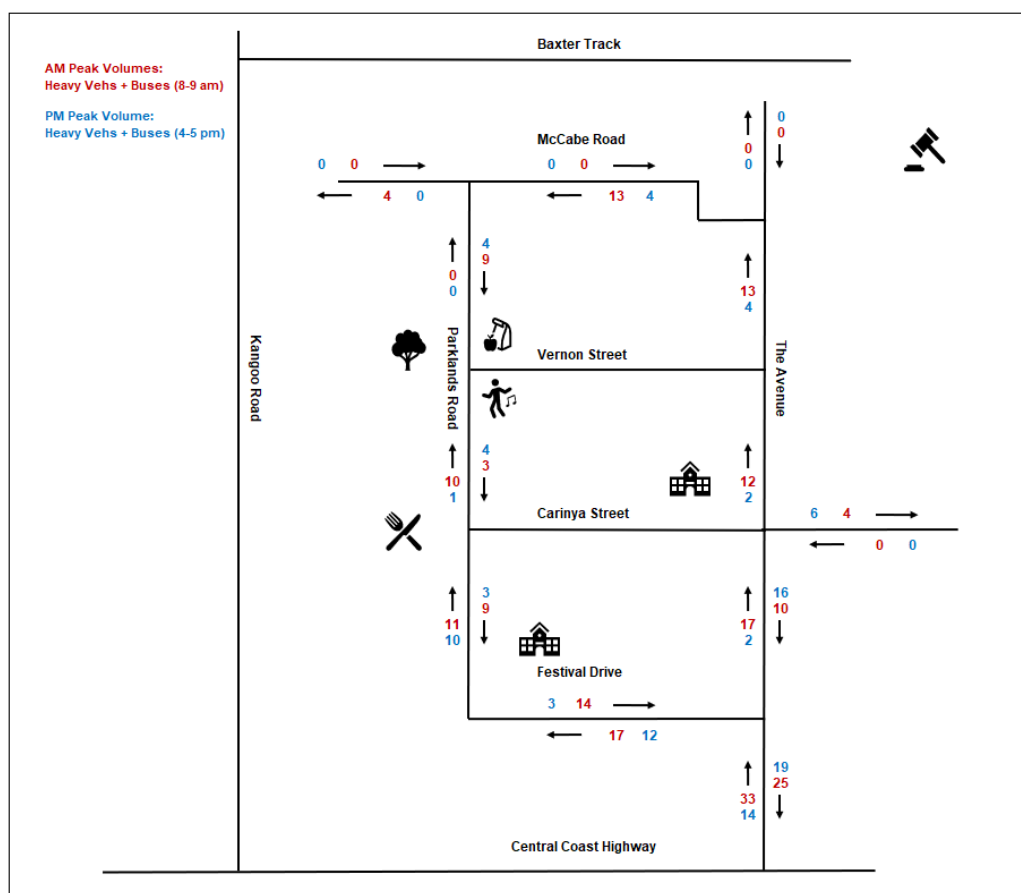 Baxter Track
AM Peak Volumes:
Heavy Vehs + Buses (8-9 am)
PM Peak Volume:
Heavy Vehs + Buses (4-5 pm)
McCabe Road
0 0
0 0
0
0
0
0
4 0
13 4
4
9
0
0
13
4
Kangoo Road
Parklands Road
Vernon Street
The Avenue
4
3
10
1
12
2
Carinya Street
6 4
0 0
3
9
11
10
16
10
17
2
Festival Drive
3 14
17 12
19
25
33
14
Central Coast Highway